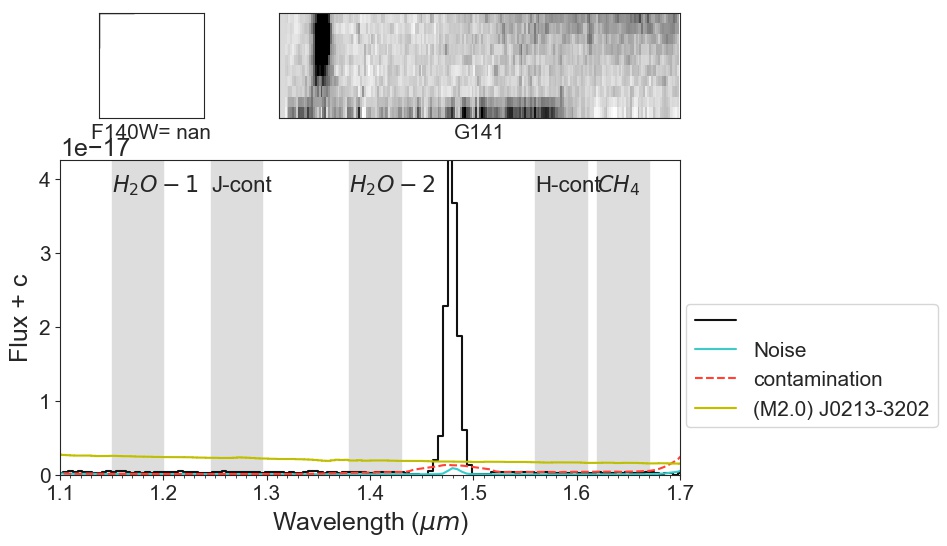 F140W= nan
G141
1e−17
H₂O − 1
J-cont
H₂O − 2
H-cont
CH₄
4
3
2
1
0
Flux + c
1.1
1.2
1.3
1.4
1.5
1.6
1.7
Wavelength (μm)
Noise
contamination
(M2.0) J0213-3202